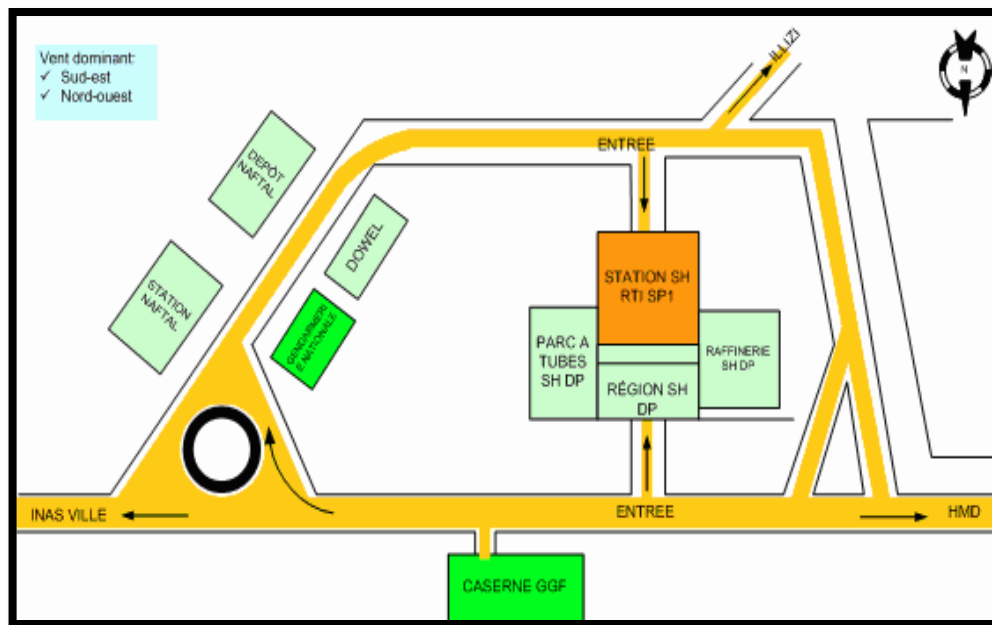 Vent dominant:
✓ Sud-est
✓ Nord-ouest
ILLIZI
N
DEPÔT
NAFTAL
ENTREE
DOWEL
STATION
NAFTAL
STATION SH
RTI SP1
GENDARMERI
E NATIONALE
PARC A
TUBES
SH DP
RAFFINERIE
SH DP
RÉGION SH
DP
INAS VILLE
ENTREE
HMD
CASERNE GGF